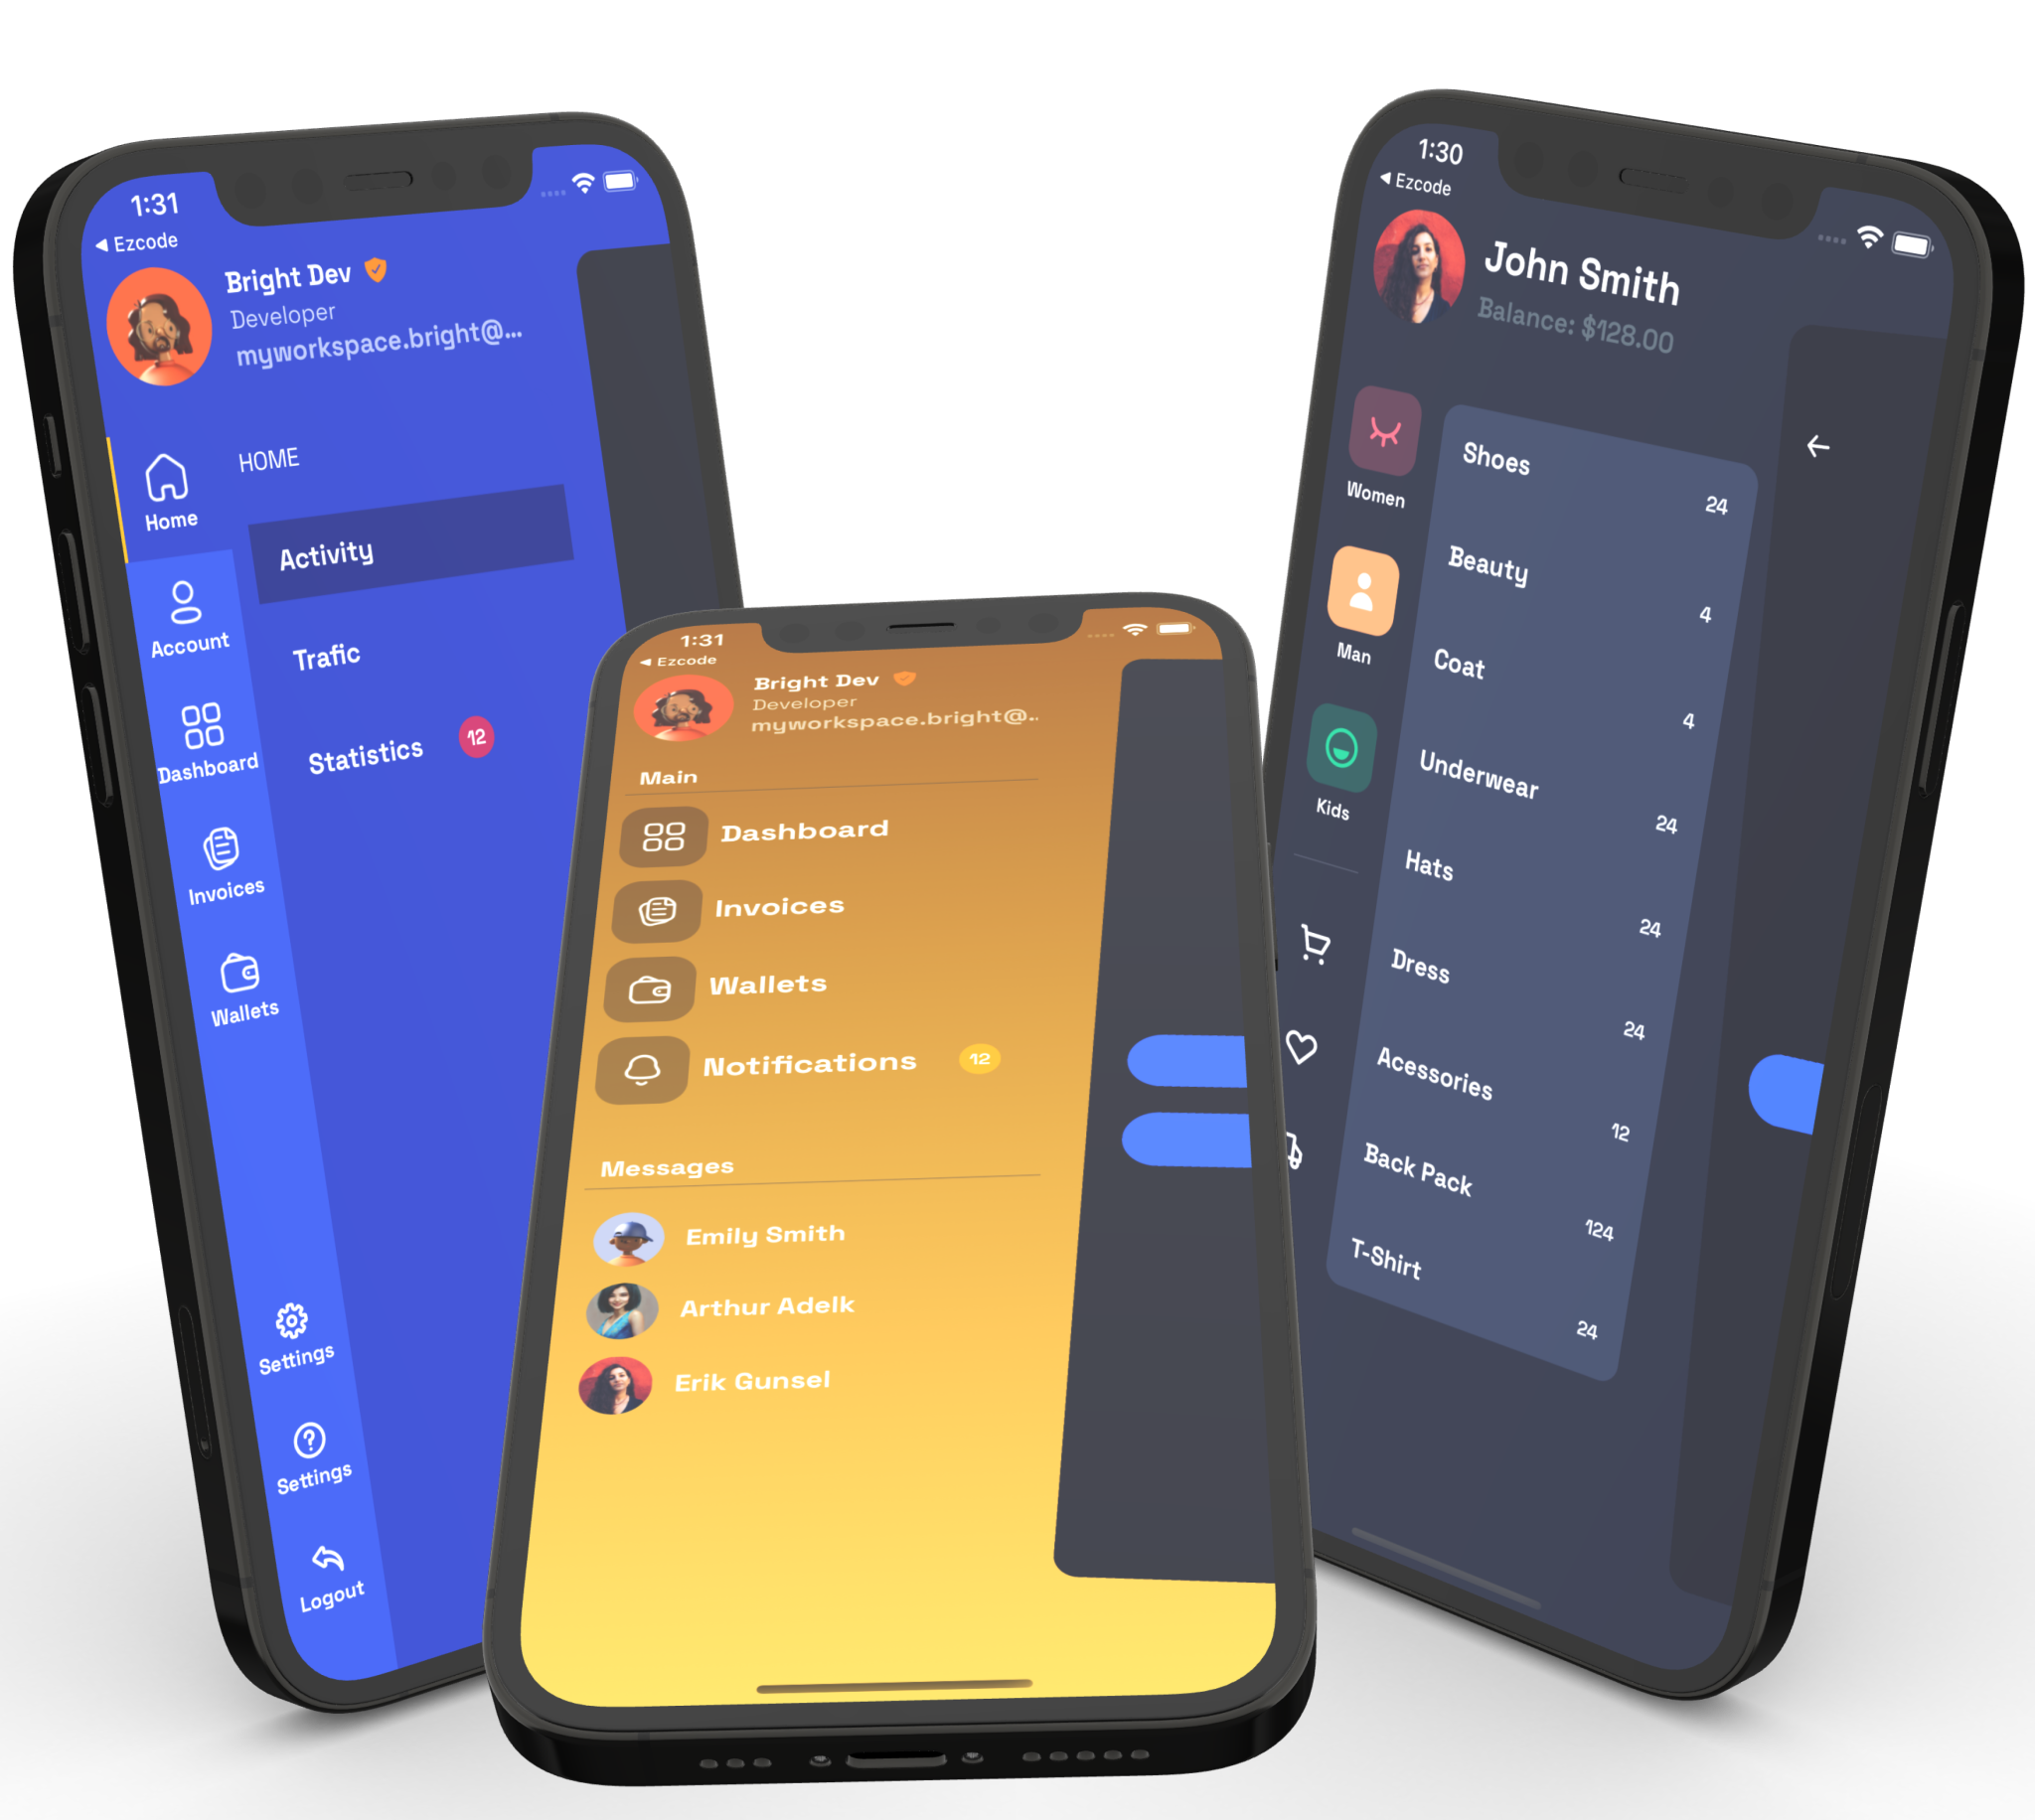 1:31
Ezcode
Bright Dev
Developer
myworkspace.bright@...
HOME
Home
Activity
Account
Trafic
Dashboard
Statistics 12
Invoices
Wallets
Settings
Settings
Logout
1:31
Ezcode
Bright Dev
Developer
myworkspace.bright@..
Main
Dashboard
Invoices
Wallets
Notifications 12
Messages
Emily Smith
Arthur Adelk
Erik Gunsel
1:30
Ezcode
John Smith
Balance: $128.00
Women
Man
Kids
Shoes 24
Beauty 4
Coat 4
Underwear 24
Hats 24
Dress 24
Acessories 12
Back Pack 124
T-Shirt 24